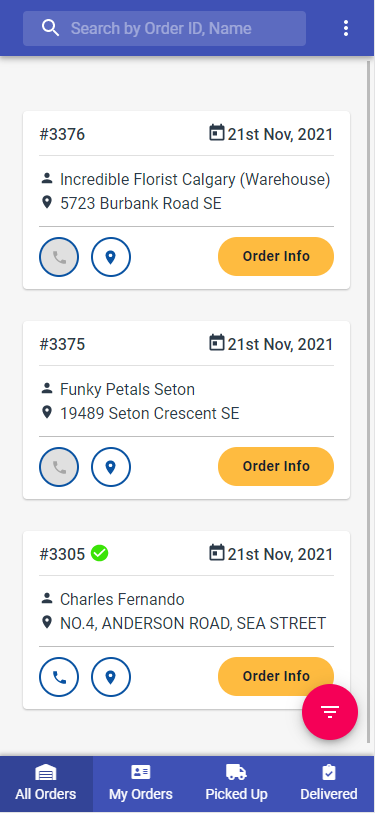 Search by Order ID, Name
#3376 21st Nov, 2021
Incredible Florist Calgary (Warehouse)
5723 Burbank Road SE
Order Info
#3375 21st Nov, 2021
Funky Petals Seton
19489 Seton Crescent SE
Order Info
#3305 21st Nov, 2021
Charles Fernando
NO.4, ANDERSON ROAD, SEA STREET
Order Info
All Orders My Orders Picked Up Delivered